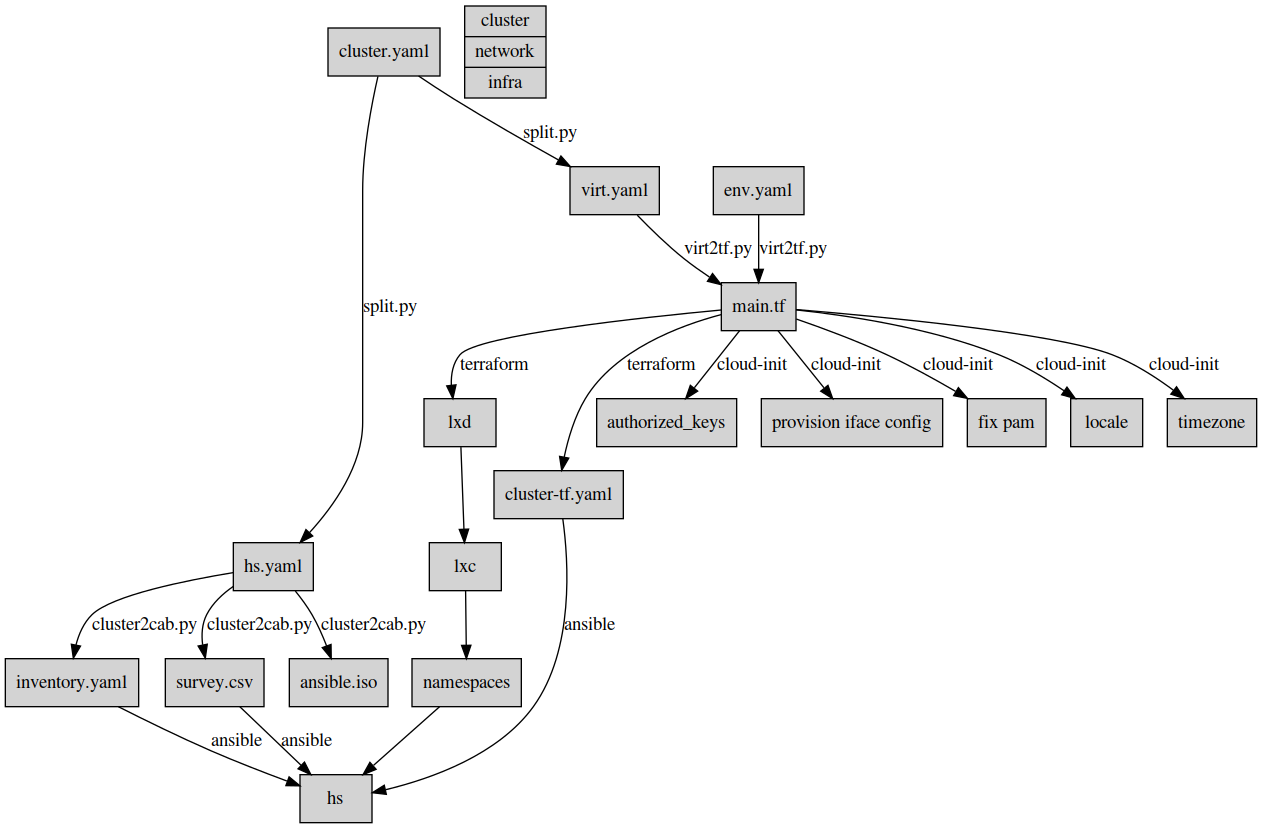 cluster
cluster.yaml
network
infra
split.py
virt.yaml
env.yaml
virt2tf.py
virt2tf.py
split.py
main.tf
terraform
terraform
cloud-init
cloud-init
cloud-init
cloud-init
cloud-init
lxd
authorized_keys
provision iface config
fix pam
locale
timezone
cluster-tf.yaml
hs.yaml
lxc
cluster2cab.py
cluster2cab.py
cluster2cab.py
ansible
inventory.yaml
survey.csv
ansible.iso
namespaces
ansible
ansible
hs